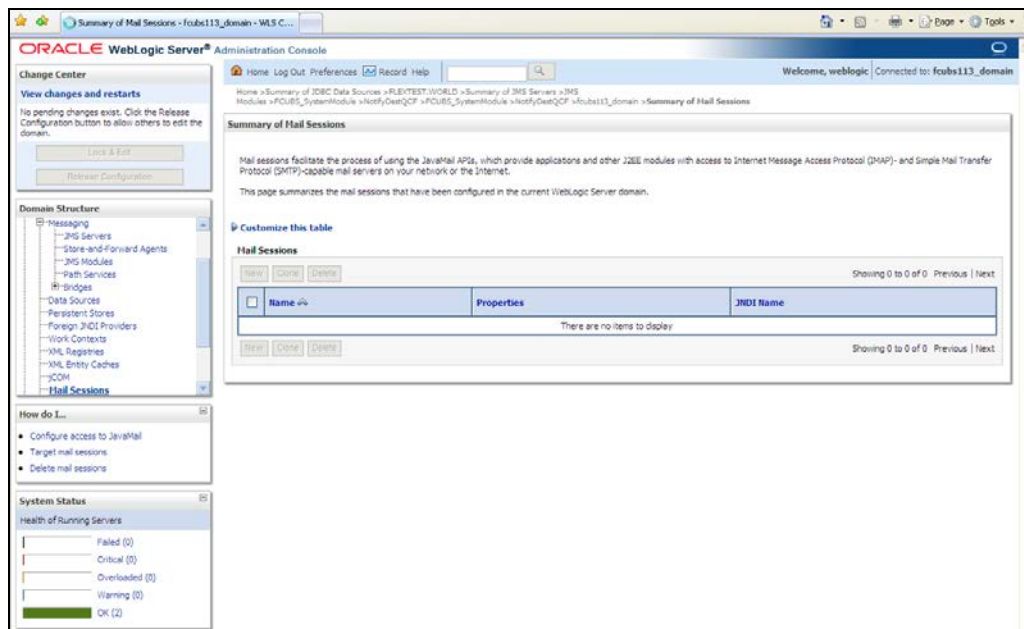 Summary of Mail Sessions - fcubs113_domain - WLS C...
Page
Tools
ORACLE WebLogic Server® Administration Console
Change Center
View changes and restarts
No pending changes exist. Click the Release
Configuration button to allow others to edit the
domain.
Lock & Edit
Release Configuration
Domain Structure
Messaging
JMS Servers
Store-and-Forward Agents
JMS Modules
Path Services
Bridges
Data Sources
Persistent Stores
Foreign JNDI Providers
Work Contexts
XML Registries
XML Entity Caches
jCOM
Mail Sessions
How do I...
Configure access to JavaMail
Target mail sessions
Delete mail sessions
System Status
Health of Running Servers
Failed (0)
Critical (0)
Overloaded (0)
Warning (0)
OK (2)
Home Log Out Preferences Record Help
Welcome, weblogic Connected to: fcubs113_domain
Home >Summary of JDBC Data Sources >FLEXTEST.WORLD >Summary of JMS Servers >JMS
Modules >FCUBS_SystemModule >NotifyDestQCF >FCUBS_SystemModule >NotifyDestQCF >fcubs113_domain >Summary of Mail Sessions
Summary of Mail Sessions
Mail sessions facilitate the process of using the JavaMail APIs, which provide applications and other J2EE modules with access to Internet Message Access Protocol (IMAP)- and Simple Mail Transfer
Protocol (SMTP)-capable mail servers on your network or the Internet.
This page summarizes the mail sessions that have been configured in the current WebLogic Server domain.
Customize this table
Mail Sessions
New Clone Delete
Showing 0 to 0 of 0 Previous | Next
Name Properties JNDI Name
There are no items to display
New Clone Delete
Showing 0 to 0 of 0 Previous | Next